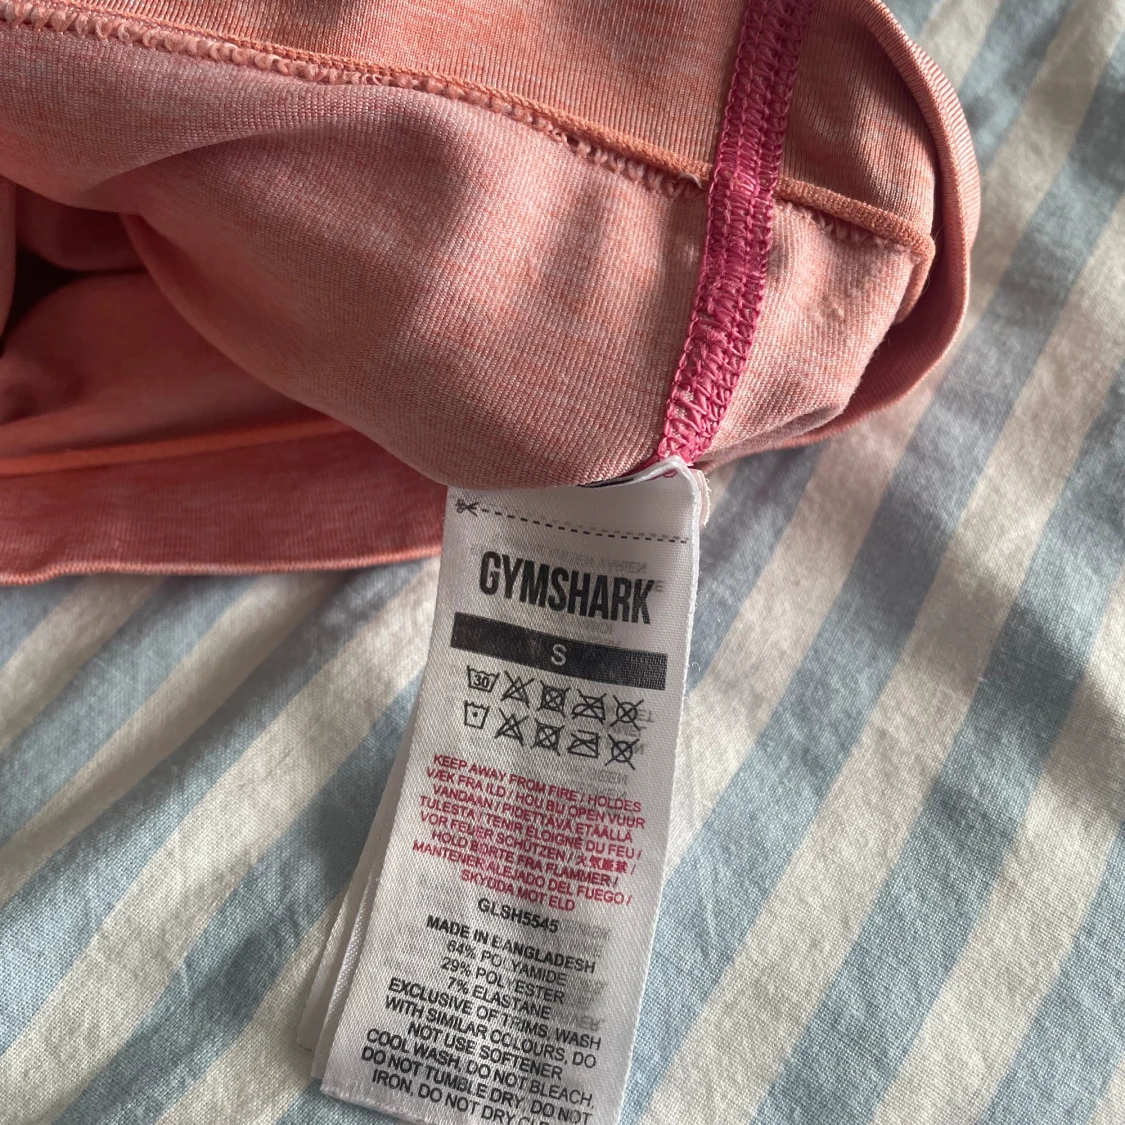 GYMSHARK
S
30
KEEP AWAY FROM FIRE / HOLDES
VÆK FRA ILD / HOU BIJ OPEN VUUR
VANDAAN / PIDETTÄVÄ ETÄÄLLÄ
TULESTA / TENIR ÉLOIGNÉ DU FEU /
VOR FEUER SCHÜTZEN / 火気厳禁 /
HOLD BORTE FRA FLAMMER /
MANTENER ALEJADO DEL FUEGO /
SKYDDA MOT ELD
GLSH5545
MADE IN BANGLADESH
64% POLYAMIDE
29% POLYESTER
7% ELASTANE
EXCLUSIVE OF TRIMS, WASH
WITH SIMILAR COLOURS, DO
NOT USE SOFTENER,
COOL WASH, DO NOT BLEACH,
DO NOT TUMBLE DRY, DO NOT
IRON, DO NOT DRY